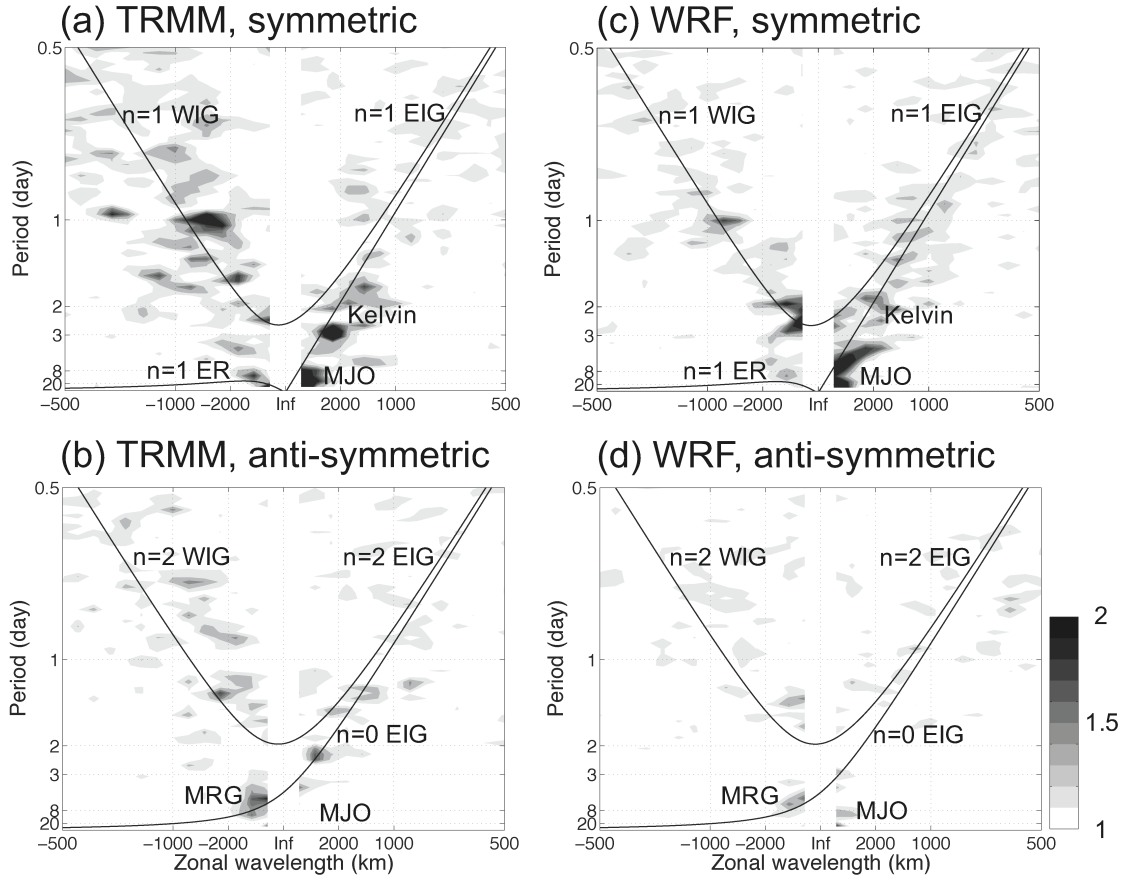 (a) TRMM, symmetric
0.5
n=1 WIG
n=1 EIG
1
Period (day)
2
Kelvin
3
8
n=1 ER
MJO
20
−500
−1000
−2000
Inf
2000
1000
500
(c) WRF, symmetric
0.5
n=1 WIG
n=1 EIG
1
Period (day)
2
Kelvin
3
8
n=1 ER
MJO
20
−500
−1000
−2000
Inf
2000
1000
500
(b) TRMM, anti-symmetric
0.5
n=2 WIG
n=2 EIG
1
Period (day)
n=0 EIG
2
3
MRG
8
MJO
20
−500
−1000
−2000
Inf
2000
1000
500
Zonal wavelength (km)
(d) WRF, anti-symmetric
0.5
n=2 WIG
n=2 EIG
1
Period (day)
n=0 EIG
2
3
MRG
8
MJO
20
−500
−1000
−2000
Inf
2000
1000
500
Zonal wavelength (km)
2
1.5
1